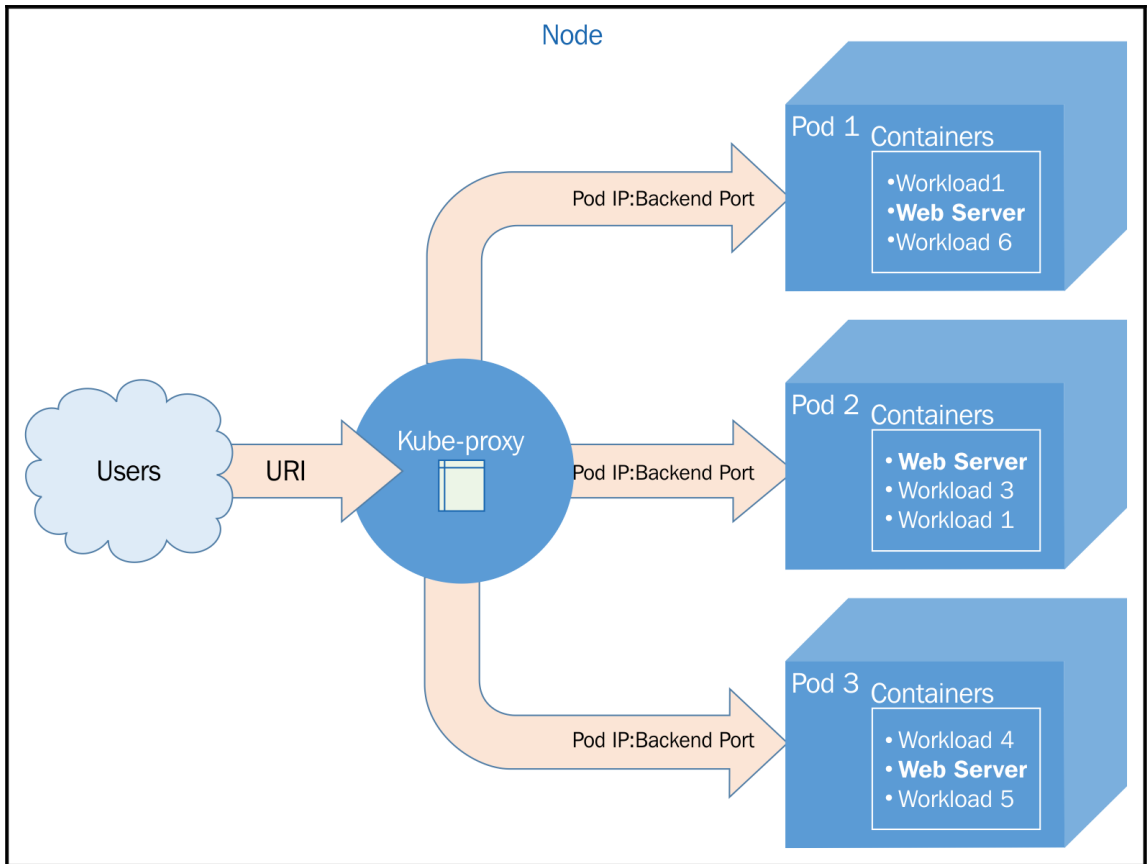 Node
Users
URI
Kube-proxy
Pod IP:Backend Port
Pod 1
Containers
•Workload1
•Web Server
•Workload 6
Pod IP:Backend Port
Pod 2
Containers
• Web Server
• Workload 3
• Workload 1
Pod IP:Backend Port
Pod 3
Containers
• Workload 4
• Web Server
• Workload 5